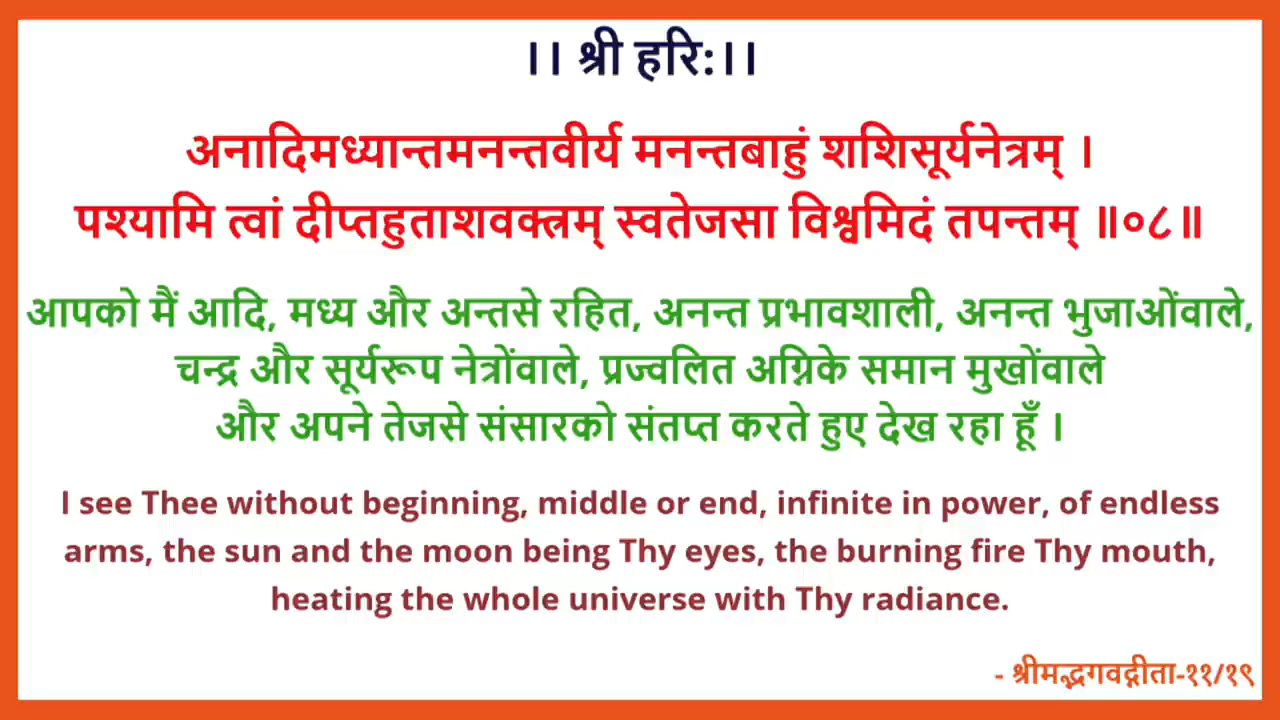 ।। श्री हरि:।।
अनादिमध्यान्तमनन्तवीर्य मनन्तबाहुं शशिसूर्यनेत्रम् ।
पश्यामि त्वां दीप्तहुताशवक्त्रम् स्वतेजसा विश्वमिदं तपन्तम् ॥०८॥
आपको मैं आदि, मध्य और अन्तसे रहित, अनन्त प्रभावशाली, अनन्त भुजाओंवाले,
चन्द्र और सूर्यरूप नेत्रोंवाले, प्रज्वलित अग्निके समान मुखोंवाले
और अपने तेजसे संसारको संतप्त करते हुए देख रहा हूँ ।
I see Thee without beginning, middle or end, infinite in power, of endless
arms, the sun and the moon being Thy eyes, the burning fire Thy mouth,
heating the whole universe with Thy radiance.
- श्रीमद्भगवद्गीता-११/१९